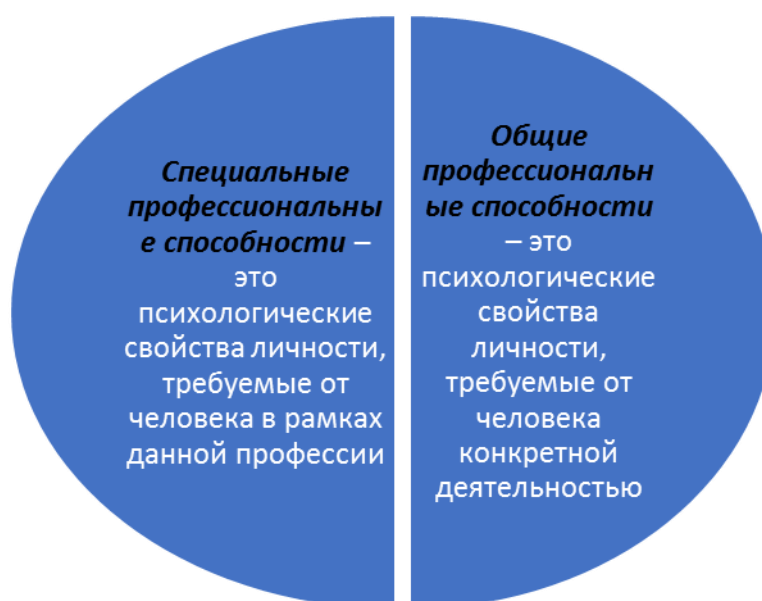 Специальные
профессиональны
е способности –
это
психологические
свойства личности,
требуемые от
человека в рамках
данной профессии
Общие
профессиональн
ые способности
– это
психологические
свойства
личности,
требуемые от
человека
конкретной
деятельностью